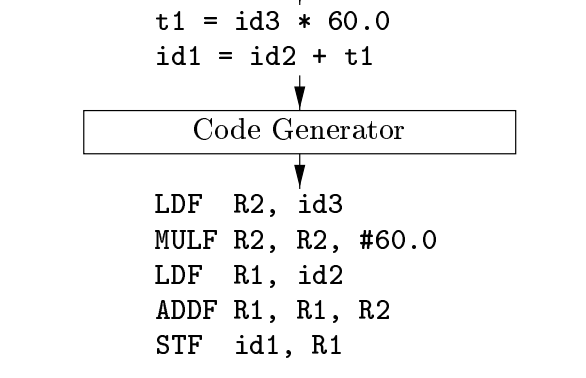 t1 = id3 * 60.0
id1 = id2 + t1
Code Generator
LDF  R2, id3
MULF R2, R2, #60.0
LDF  R1, id2
ADDF R1, R1, R2
STF  id1, R1